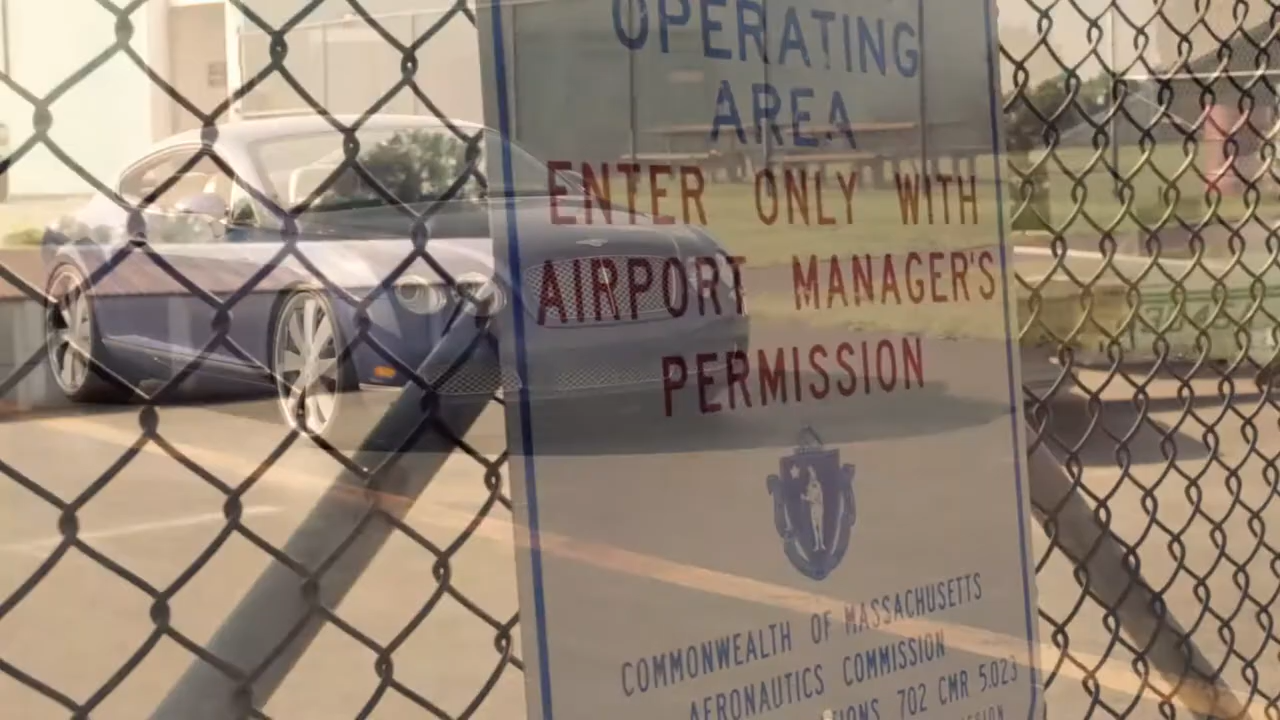 OPERATING
AREA
ENTER ONLY WITH
AIRPORT MANAGER'S
PERMISSION
COMMONWEALTH OF MASSACHUSETTS
AERONAUTICS COMMISSION
702 CMR 5.023